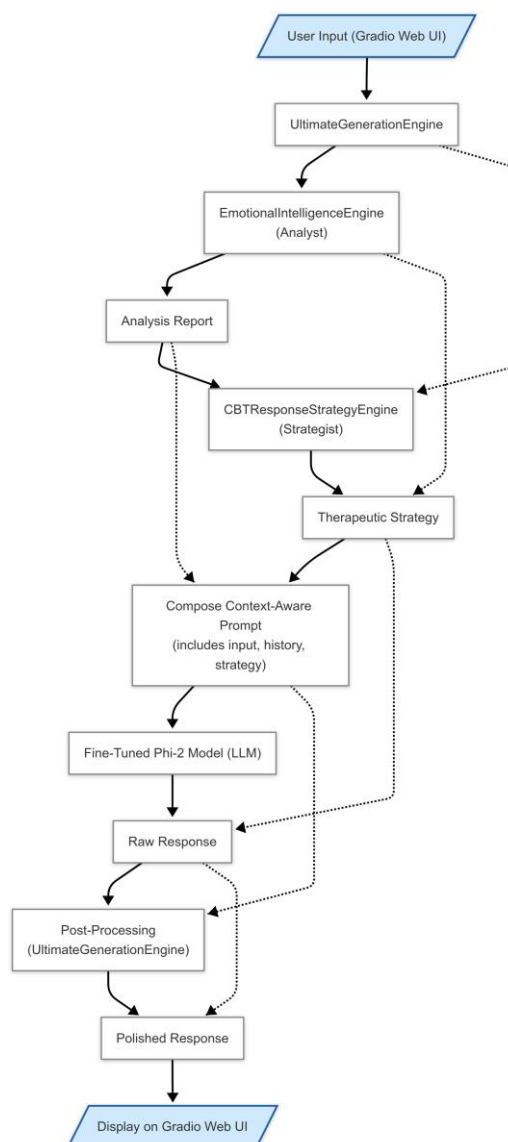 User Input (Gradio Web UI)
UltimateGenerationEngine
EmotionalIntelligenceEngine
(Analyst)
Analysis Report
CBTResponseStrategyEngine
(Strategist)
Therapeutic Strategy
Compose Context-Aware
Prompt
(includes input, history,
strategy)
Fine-Tuned Phi-2 Model (LLM)
Raw Response
Post-Processing
(UltimateGenerationEngine)
Polished Response
Display on Gradio Web UI